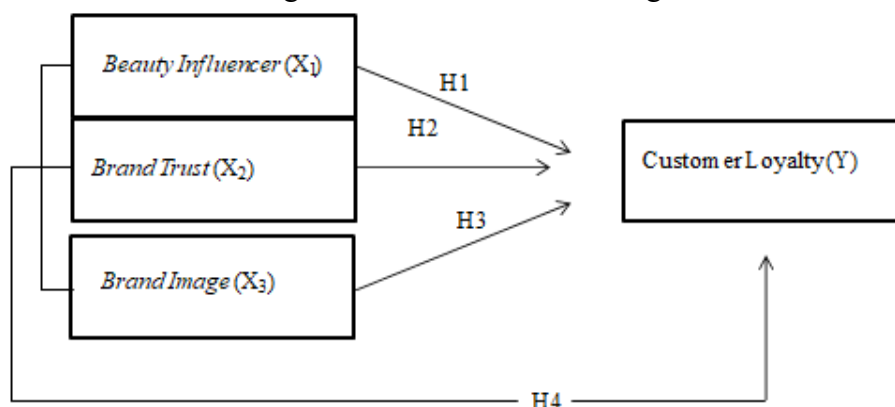 Beauty Influencer (X₁)
H1
H2
Brand Trust (X₂)
Customer Loyalty (Y)
H3
Brand Image (X₃)
H4